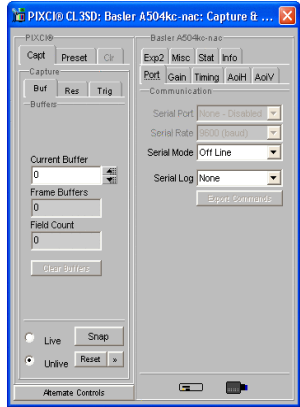 PIXCI® CL3SD: Basler A504kc-nac: Capture & ...
PIXCI®
Capt Preset Clr
Capture
Buf Res Trig
Buffers
Current Buffer
0
Frame Buffers
0
Field Count
0
Clear Buffers
Live Snap
Unlive Reset »
Alternate Controls
Basler A504kc-nac
Exp2 Misc Stat Info
Port Gain Timing AoiH AoiV
Communication
Serial Port None - Disabled
Serial Rate 9600 (baud)
Serial Mode Off Line
Serial Log None
Export Commands